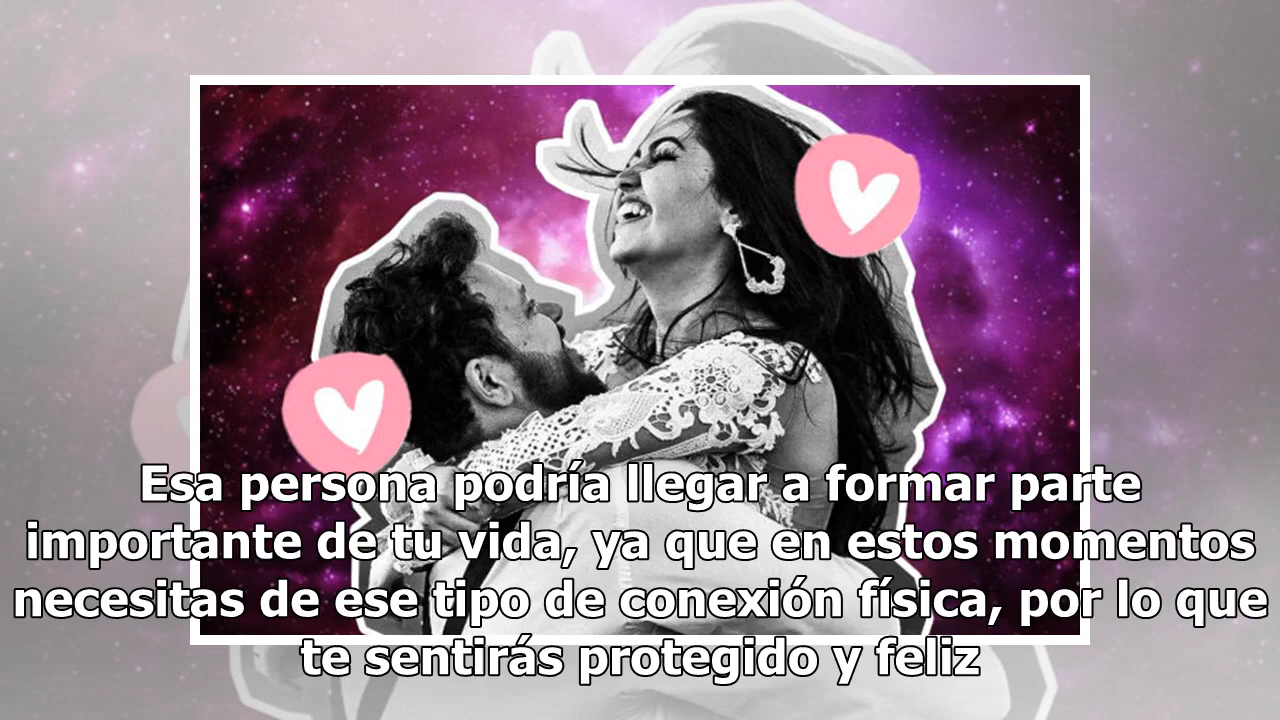 Esa persona podría llegar a formar parte
importante de tu vida, ya que en estos momentos
necesitas de ese tipo de conexión física, por lo que
te sentirás protegido y feliz